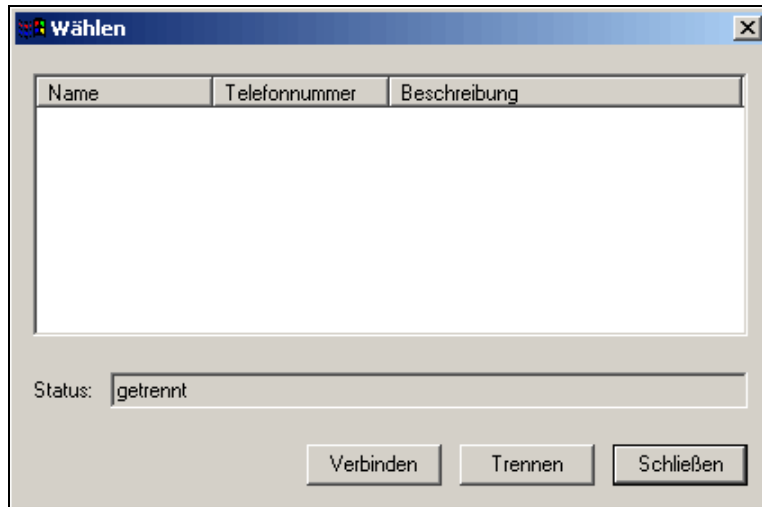 Wählen
Name Telefonnummer Beschreibung
Status: getrennt
Verbinden Trennen Schließen